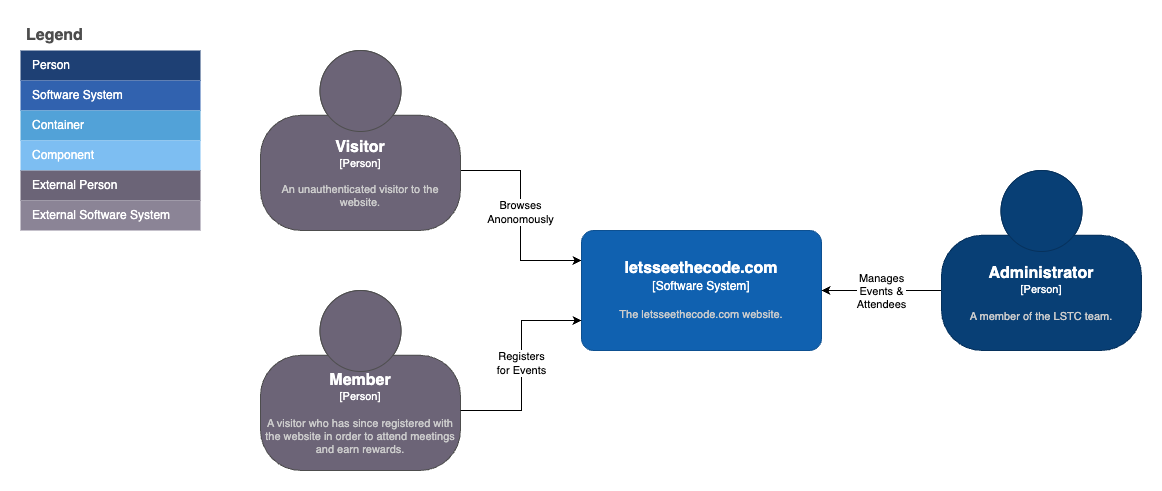 Legend
Person
Software System
Container
Component
External Person
External Software System
Visitor
[Person]
An unauthenticated visitor to the
website.
Browses
Anonomously
Member
[Person]
A visitor who has since registered with
the website in order to attend meetings
and earn rewards.
Registers
for Events
letsseethecode.com
[Software System]
The letsseethecode.com website.
Manages
Events &
Attendees
Administrator
[Person]
A member of the LSTC team.